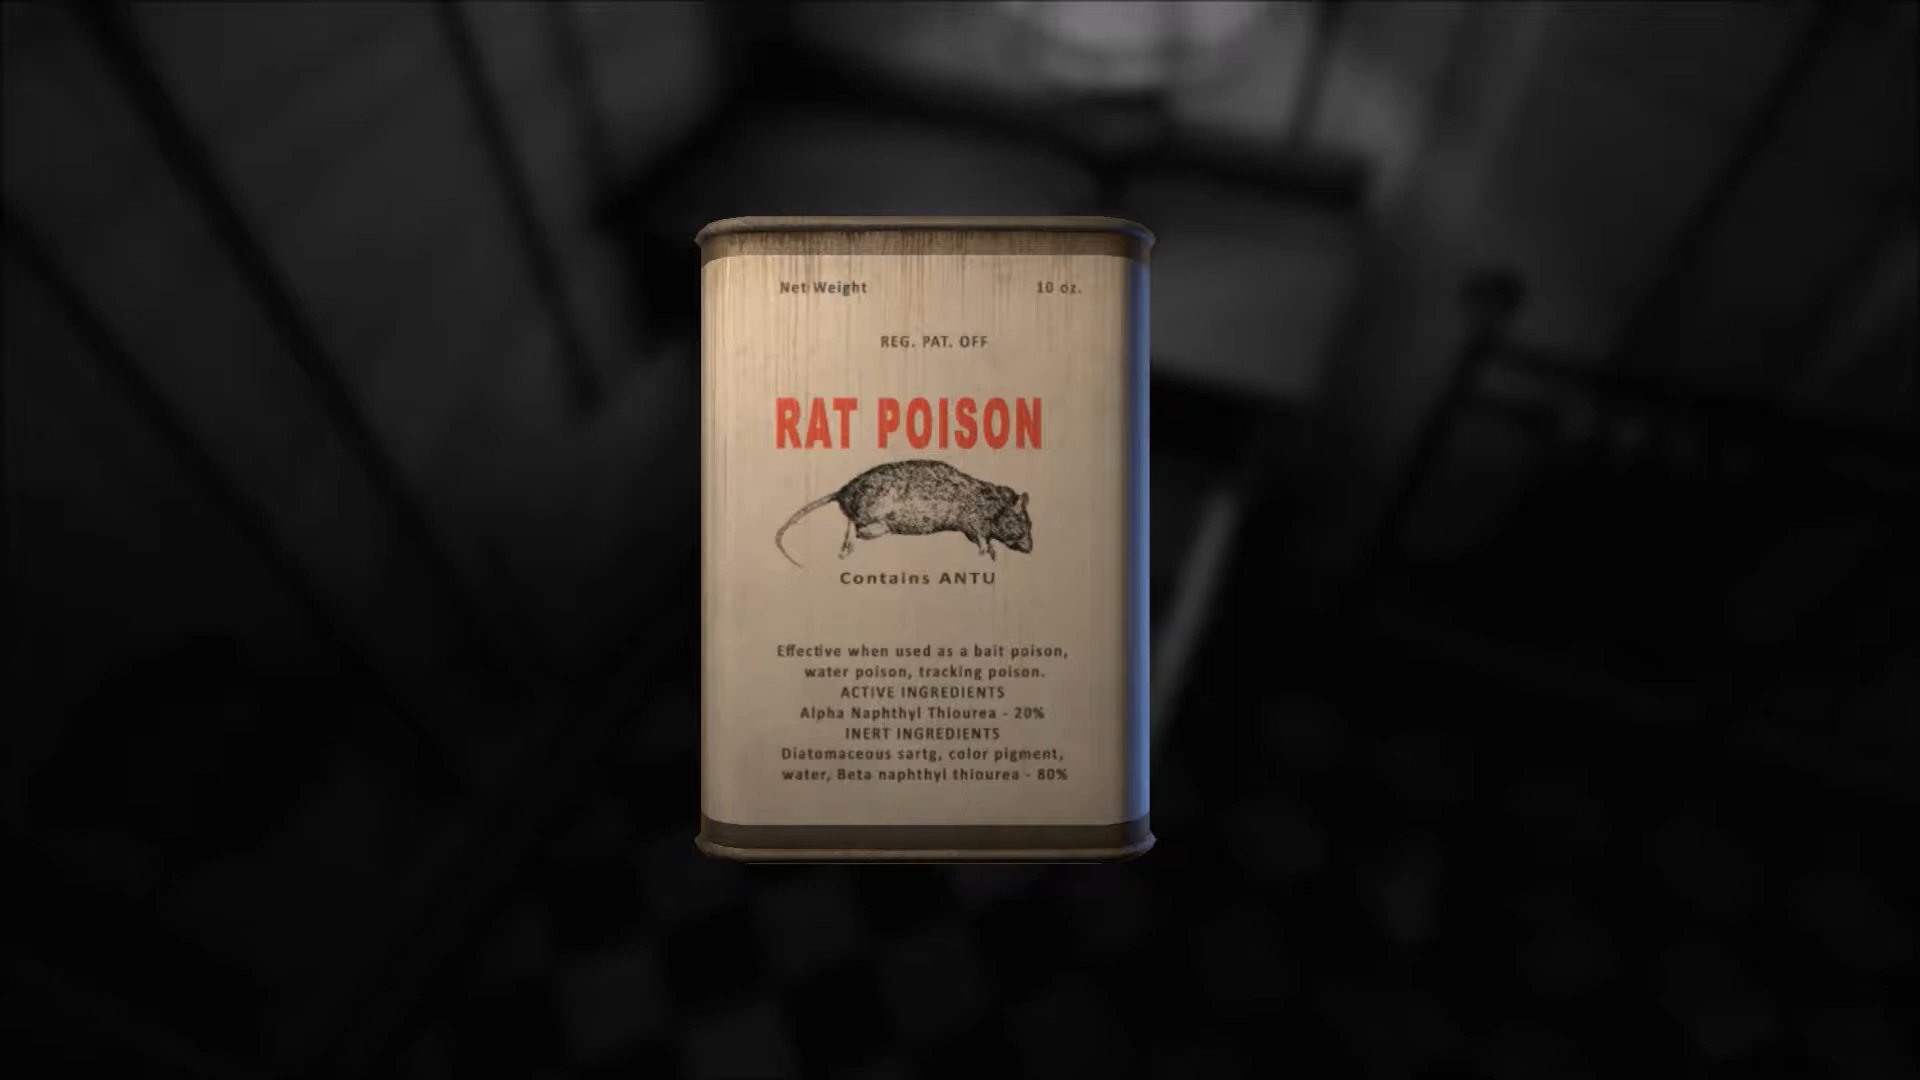 Net Weight 10 oz.
REG. PAT. OFF
RAT POISON
Contains ANTU
Effective when used as a bait poison,
water poison, tracking poison.
ACTIVE INGREDIENTS
Alpha Naphthyl Thiourea - 20%
INERT INGREDIENTS
Diatomaceous sartg, color pigment,
water, Beta naphthyl thiourea - 80%